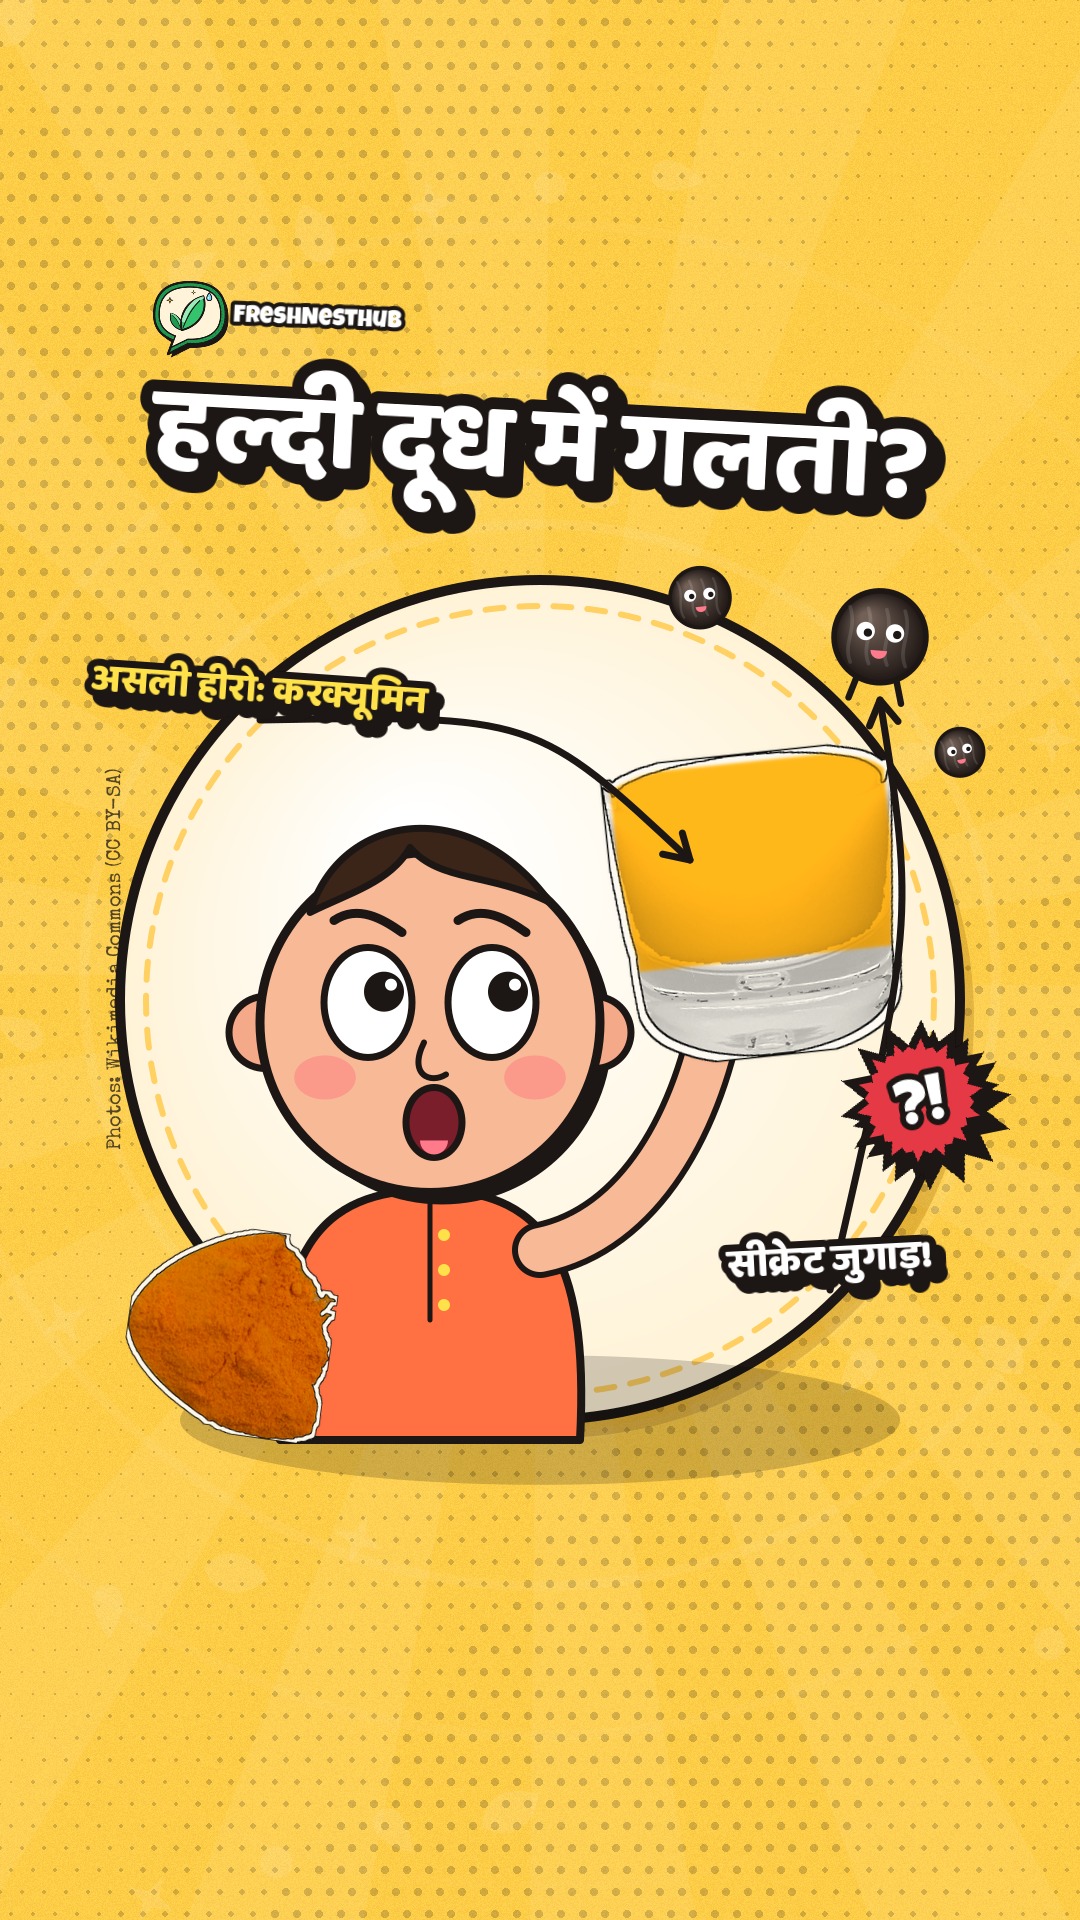 FRESHNESTHUB
हल्दी दूध में गलती?
असली हीरो: करक्यूमिन
Photos: Wikimedia Commons (CC BY-SA)
?!
सीक्रेट जुगाड़!